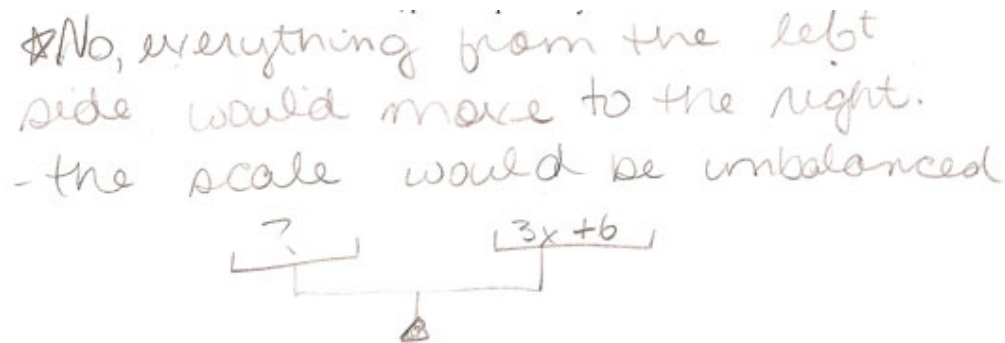 *No, everything from the left
side would move to the right.
- the scale would be unbalanced
? 3x +6